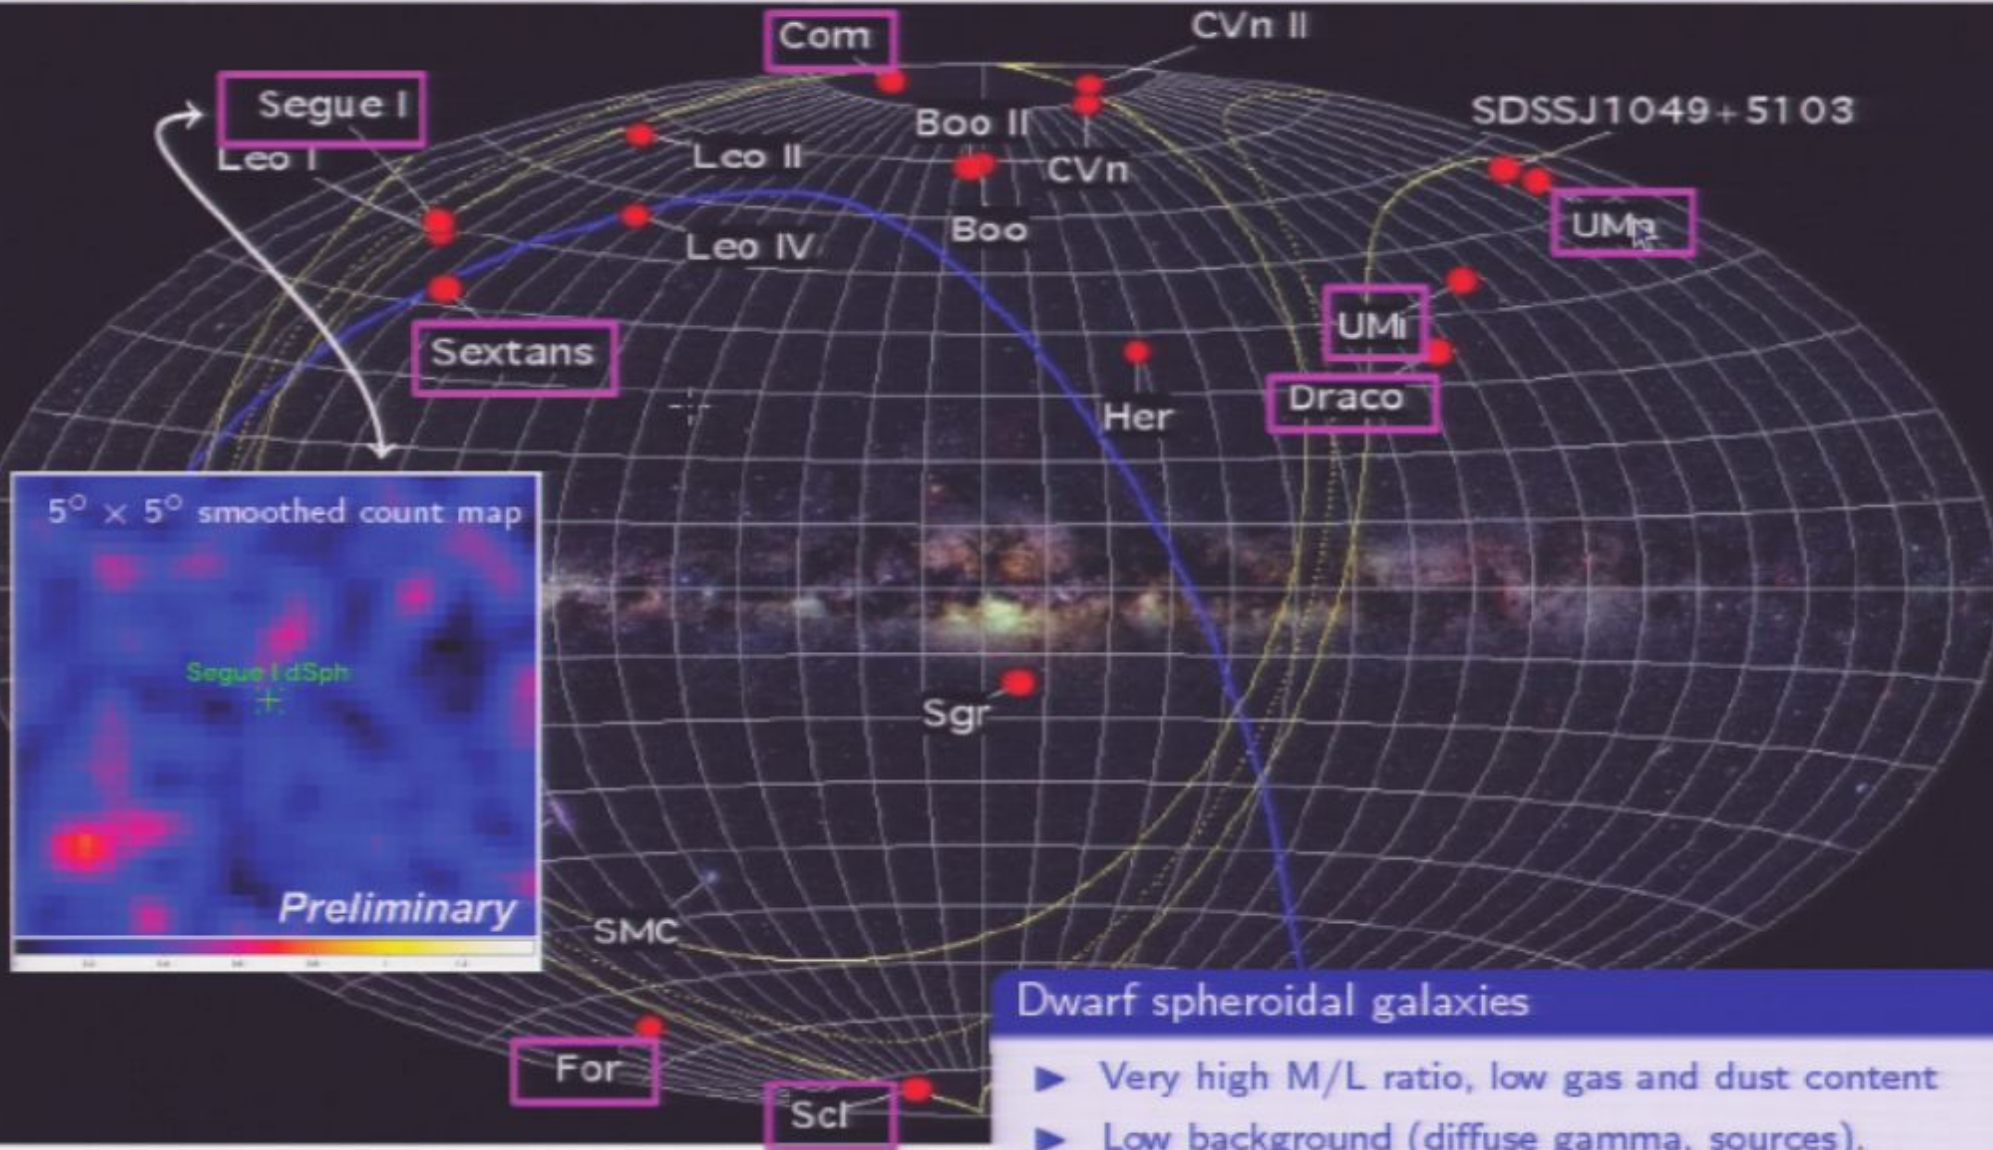 Com
CVn II
Segue I
SDSSJ1049+5103
Boo II
Leo I
Leo II
CVn
UMa
Boo
Leo IV
UMi
Sextans
Draco
Her
5° × 5° smoothed count map
Segue I dSph
Sgr
Preliminary
SMC
Dwarf spheroidal galaxies
For
Very high M/L ratio, low gas and dust content
Scl
Low background (diffuse gamma, sources).